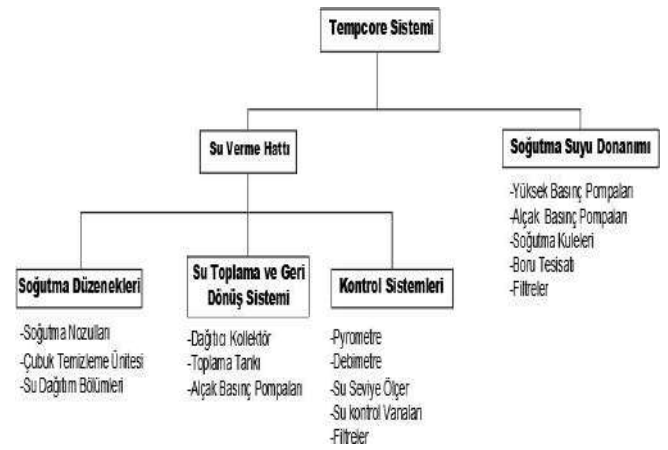 Tempcore Sistemi
Su Verme Hattı
Soğutma Suyu Donanımı
-Yüksek Basınç Pompaları
-Alçak Basınç Pompaları
-Soğutma Kuleleri
-Boru Tesisatı
-Filtreler
Soğutma Düzenekleri
-Soğutma Nozulları
-Çubuk Temizleme Ünitesi
-Su Dağıtım Bölümleri
Su Toplama ve Geri
Dönüş Sistemi
-Dağıtıcı Kollektör
-Toplama Tankı
-Alçak Basınç Pompaları
Kontrol Sistemleri
-Pyrometre
-Debimetre
-Su Seviye Ölçer
-Su kontrol Vanaları
-Filtreler